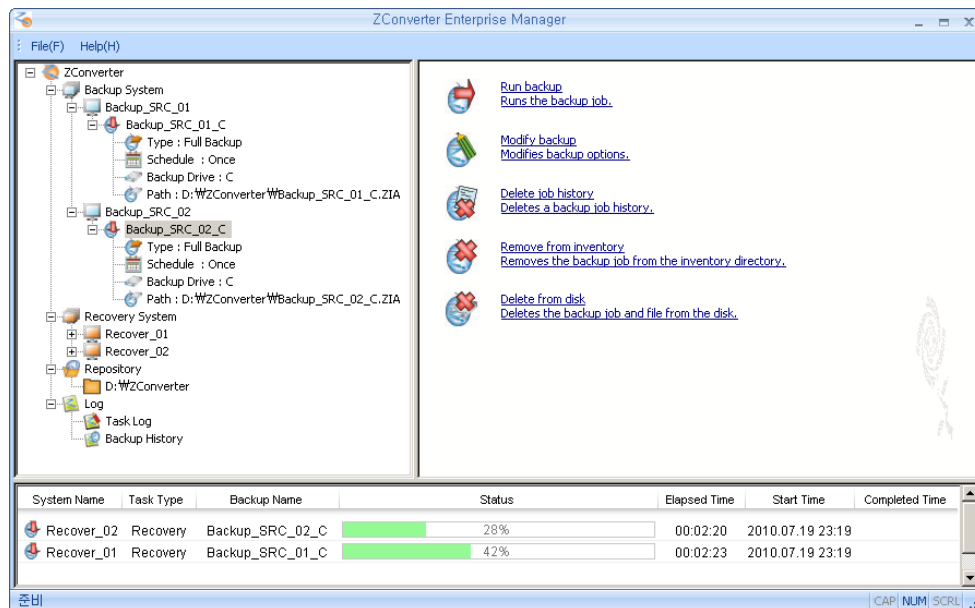 ZConverter Enterprise Manager
File(F) Help(H)
ZConverter
Backup System
Backup_SRC_01
Backup_SRC_01_C
Type : Full Backup
Schedule : Once
Backup Drive : C
Path : D:₩ZConverter₩Backup_SRC_01_C.ZIA
Backup_SRC_02
Backup_SRC_02_C
Type : Full Backup
Schedule : Once
Backup Drive : C
Path : D:₩ZConverter₩Backup_SRC_02_C.ZIA
Recovery System
Recover_01
Recover_02
Repository
D:₩ZConverter
Log
Task Log
Backup History
Run backup
Runs the backup job.
Modify backup
Modifies backup options.
Delete job history
Deletes a backup job history.
Remove from inventory
Removes the backup job from the inventory directory.
Delete from disk
Deletes the backup job and file from the disk.
System Name Task Type Backup Name Status Elapsed Time Start Time Completed Time
Recover_02 Recovery Backup_SRC_02_C 28% 00:02:20 2010.07.19 23:19
Recover_01 Recovery Backup_SRC_01_C 42% 00:02:23 2010.07.19 23:19
준비 CAP NUM SCRL